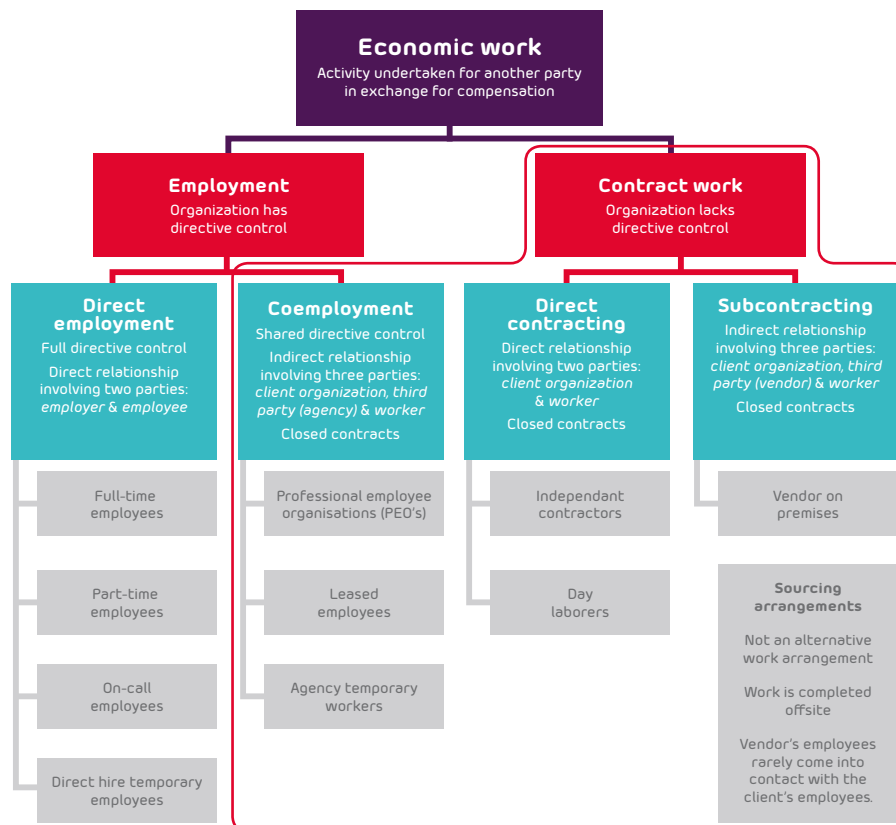 Economic work
Activity undertaken for another party
in exchange for compensation
Employment
Organization has
directive control
Contract work
Organization lacks
directive control
Direct
employment
Full directive control
Direct relationship
involving two parties:
employer & employee
Coemployment
Shared directive control
Indirect relationship
involving three parties:
client organization, third
party (agency) & worker
Closed contracts
Direct
contracting
Direct relationship
involving two parties:
client organization
& worker
Closed contracts
Subcontracting
Indirect relationship
involving three parties:
client organization, third
party (vendor) & worker
Closed contracts
Full-time
employees
Part-time
employees
On-call
employees
Direct hire temporary
employees
Professional employee
organisations (PEO's)
Leased
employees
Agency temporary
workers
Independant
contractors
Day
laborers
Vendor on
premises
Sourcing
arrangements
Not an alternative
work arrangement
Work is completed
offsite
Vendor's employees
rarely come into
contact with the
client's employees.